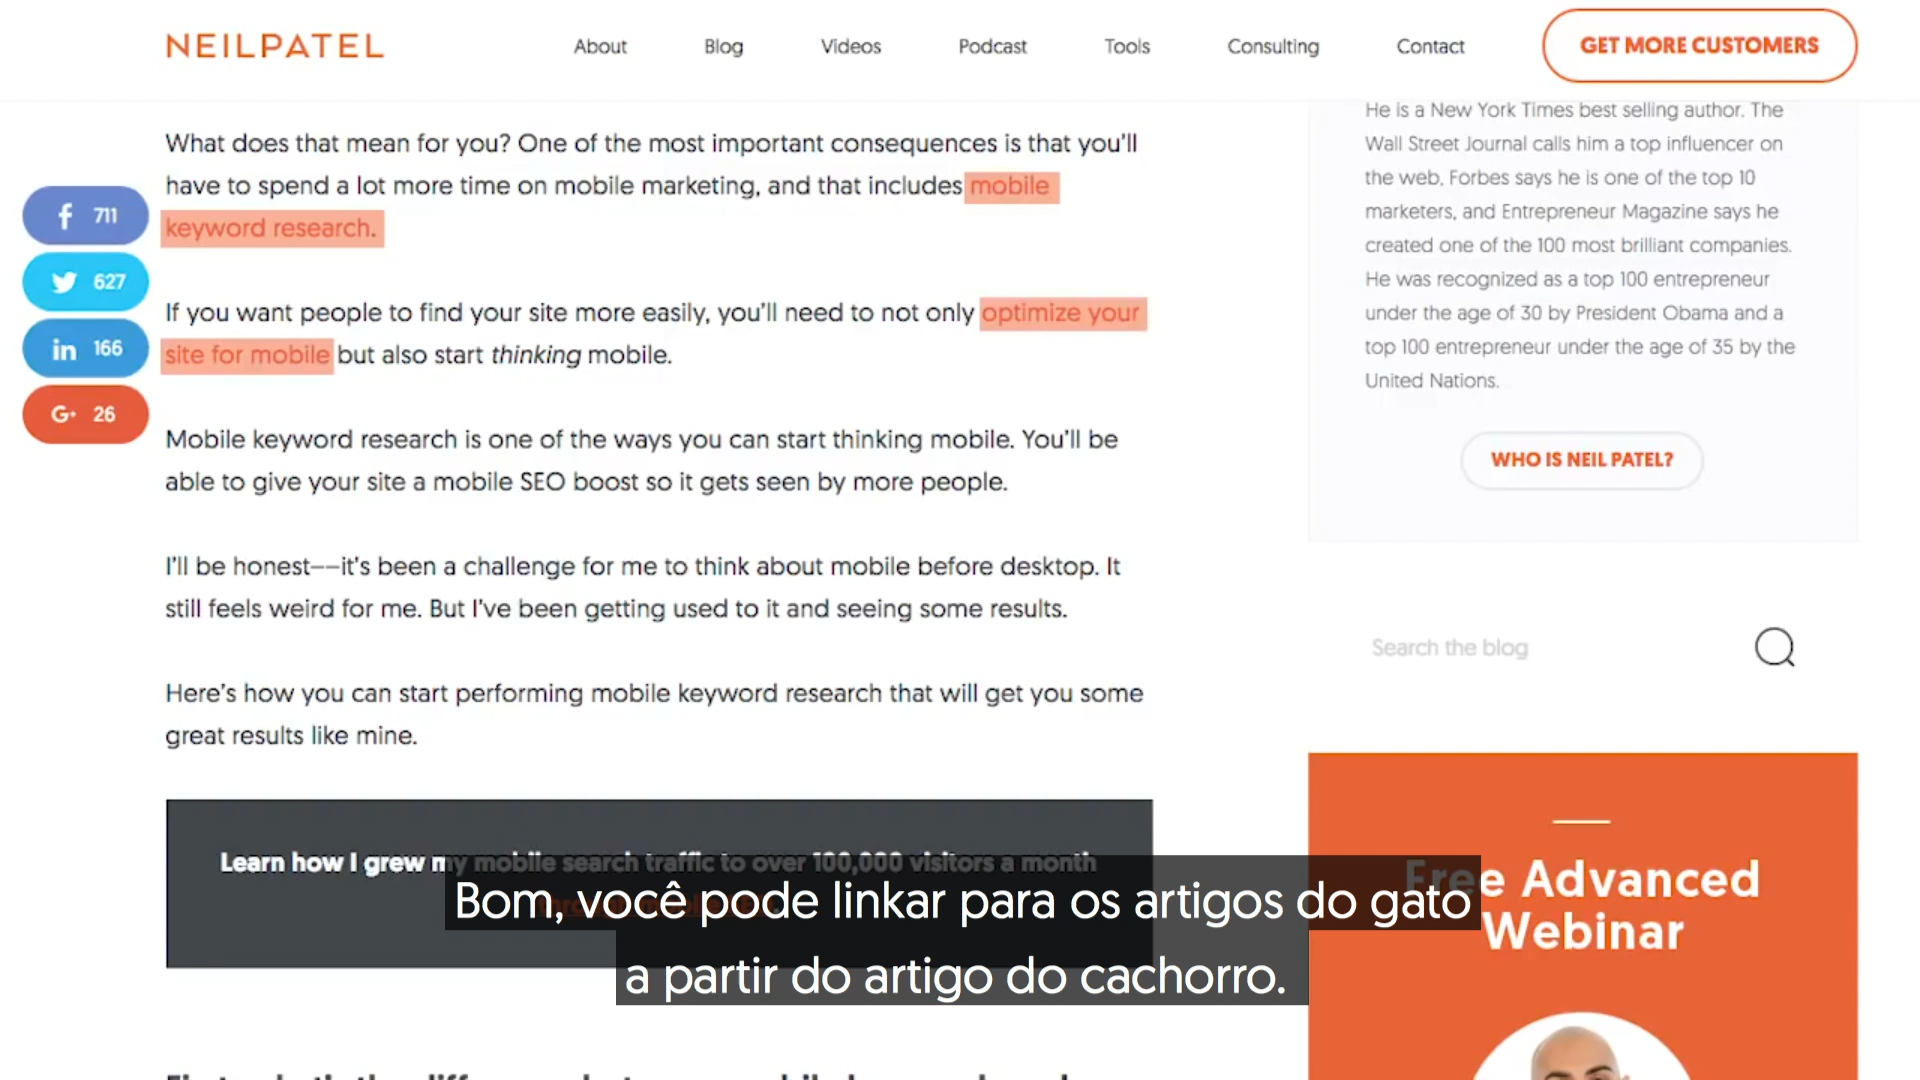 NEILPATEL
About
Blog
Videos
Podcast
Tools
Consulting
Contact
GET MORE CUSTOMERS
What does that mean for you? One of the most important consequences is that you'll
have to spend a lot more time on mobile marketing, and that includes mobile
keyword research.
If you want people to find your site more easily, you'll need to not only optimize your
site for mobile but also start thinking mobile.
Mobile keyword research is one of the ways you can start thinking mobile. You'll be
able to give your site a mobile SEO boost so it gets seen by more people.
I'll be honest––it's been a challenge for me to think about mobile before desktop. It
still feels weird for me. But I've been getting used to it and seeing some results.
Here's how you can start performing mobile keyword research that will get you some
great results like mine.
Learn how I grew my mobile search traffic to over 100,000 visitors a month
711
627
in 166
G+ 26
He is a New York Times best selling author. The
Wall Street Journal calls him a top influencer on
the web, Forbes says he is one of the top 10
marketers, and Entrepreneur Magazine says he
created one of the 100 most brilliant companies.
He was recognized as a top 100 entrepreneur
under the age of 30 by President Obama and a
top 100 entrepreneur under the age of 35 by the
United Nations.
WHO IS NEIL PATEL?
Search the blog
Free Advanced
Webinar
Bom, você pode linkar para os artigos do gato
a partir do artigo do cachorro.